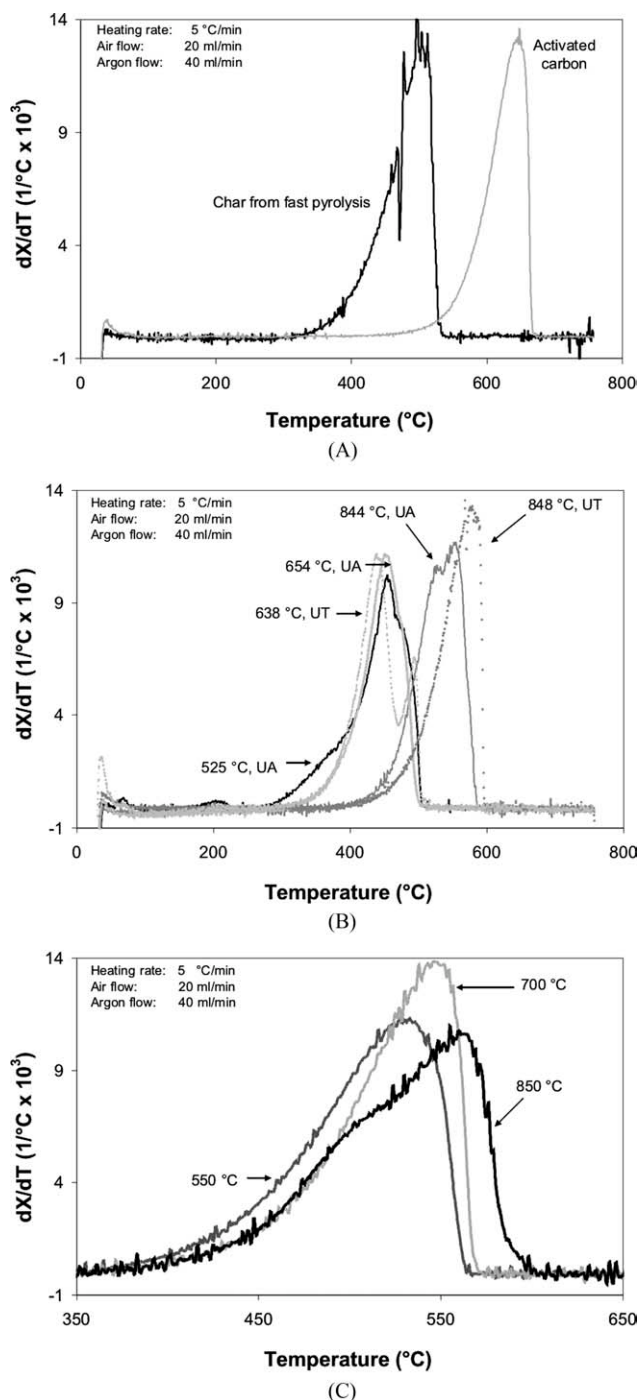 14
9
4
-1
dX/dT (1/°C x 10³)
Heating rate: 5 °C/min
Air flow: 20 ml/min
Argon flow: 40 ml/min
Activated
carbon
Char from fast pyrolysis
0 200 400 600 800
Temperature (°C)
(A)
14
9
4
-1
dX/dT (1/°C x 10³)
Heating rate: 5 °C/min
Air flow: 20 ml/min
Argon flow: 40 ml/min
844 °C, UA
848 °C, UT
654 °C, UA
638 °C, UT
525 °C, UA
0 200 400 600 800
Temperature (°C)
(B)
14
9
4
-1
dX/dT (1/°C x 10³)
Heating rate: 5 °C/min
Air flow: 20 ml/min
Argon flow: 40 ml/min
700 °C
850 °C
550 °C
350 450 550 650
Temperature (°C)
(C)